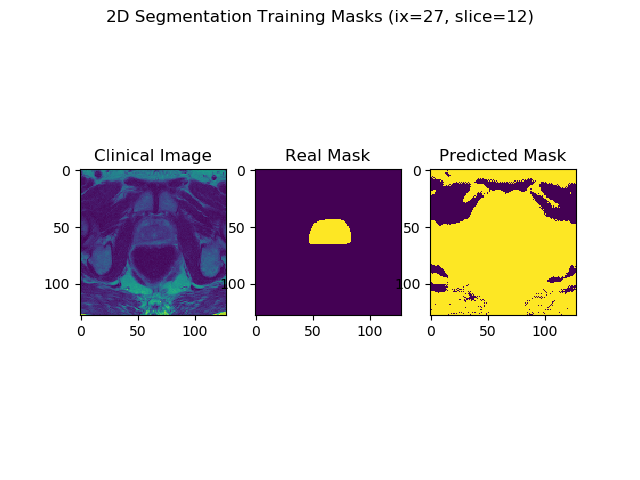 2D Segmentation Training Masks (ix=27, slice=12)
Clinical Image Real Mask Predicted Mask
0 0 0
50 50 50
100 100 100
0 50 100 0 50 100 0 50 100